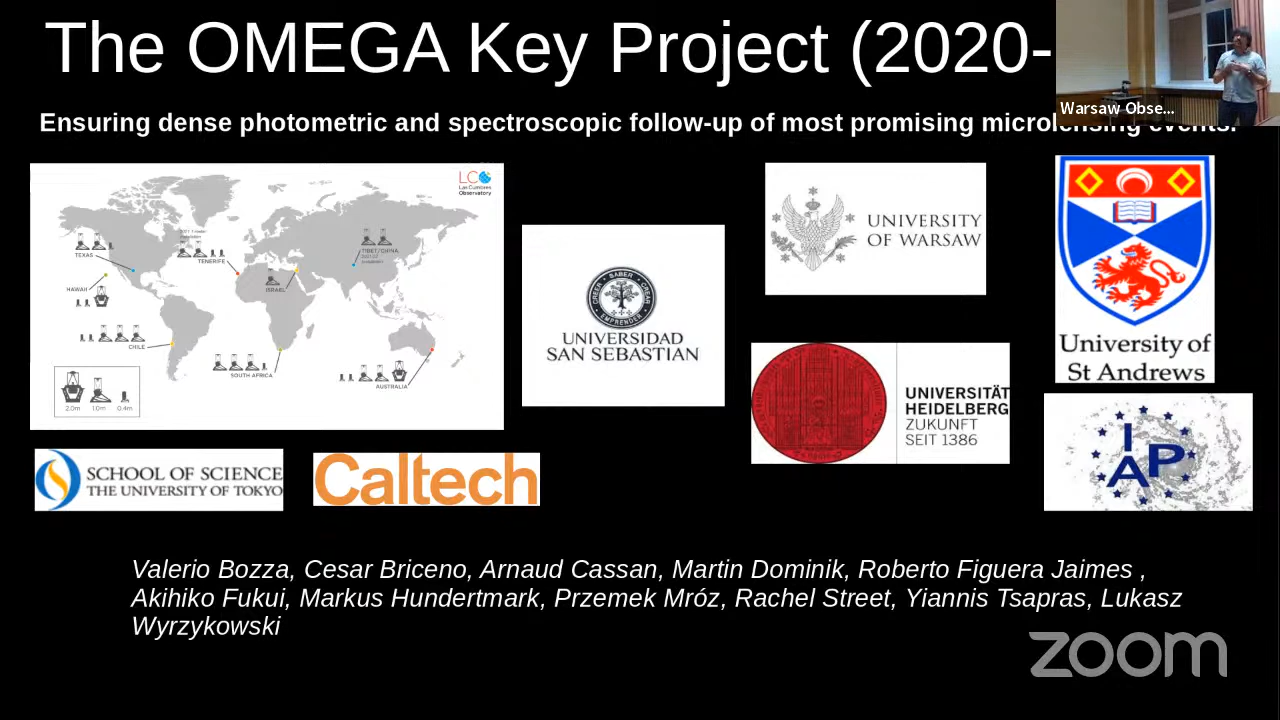 The OMEGA Key Project (2020-
Warsaw Obse...
Ensuring dense photometric and spectroscopic follow-up of most promising microlensing events.
LCO
Las Cumbres
Observatory
TEXAS
TENERIFE
TIBET/CHINA
HAWAII
ISRAEL
CHILE
SOUTH AFRICA
AUSTRALIA
2.0m 1.0m 0.4m
SABER
CREER
CREAR
EMPRENDER
UNIVERSIDAD
SAN SEBASTIAN
UNIVERSITY
OF WARSAW
UNIVERSITÄT
HEIDELBERG
ZUKUNFT
SEIT 1386
University of
St Andrews
IAP
SCHOOL OF SCIENCE
THE UNIVERSITY OF TOKYO
Caltech
Valerio Bozza, Cesar Briceno, Arnaud Cassan, Martin Dominik, Roberto Figuera Jaimes ,
Akihiko Fukui, Markus Hundertmark, Przemek Mróz, Rachel Street, Yiannis Tsapras, Lukasz
Wyrzykowski
zoom